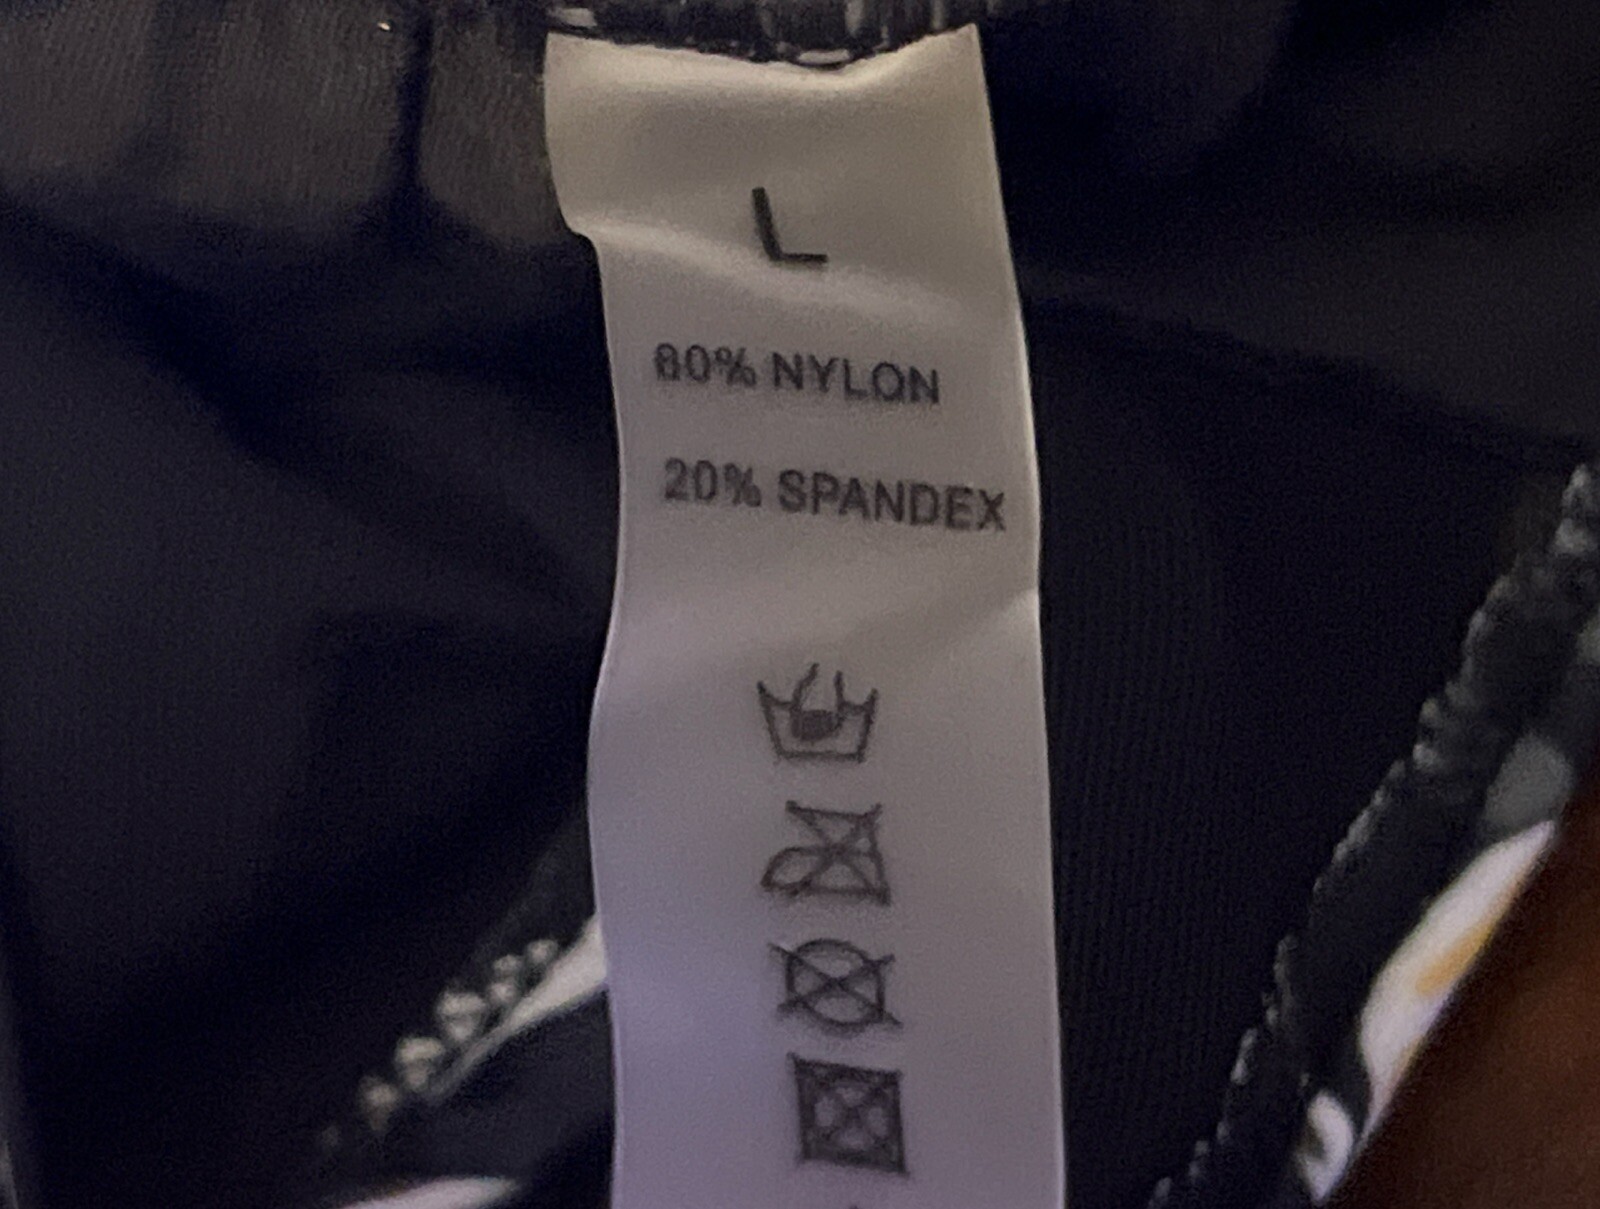 L
80% NYLON
20% SPANDEX